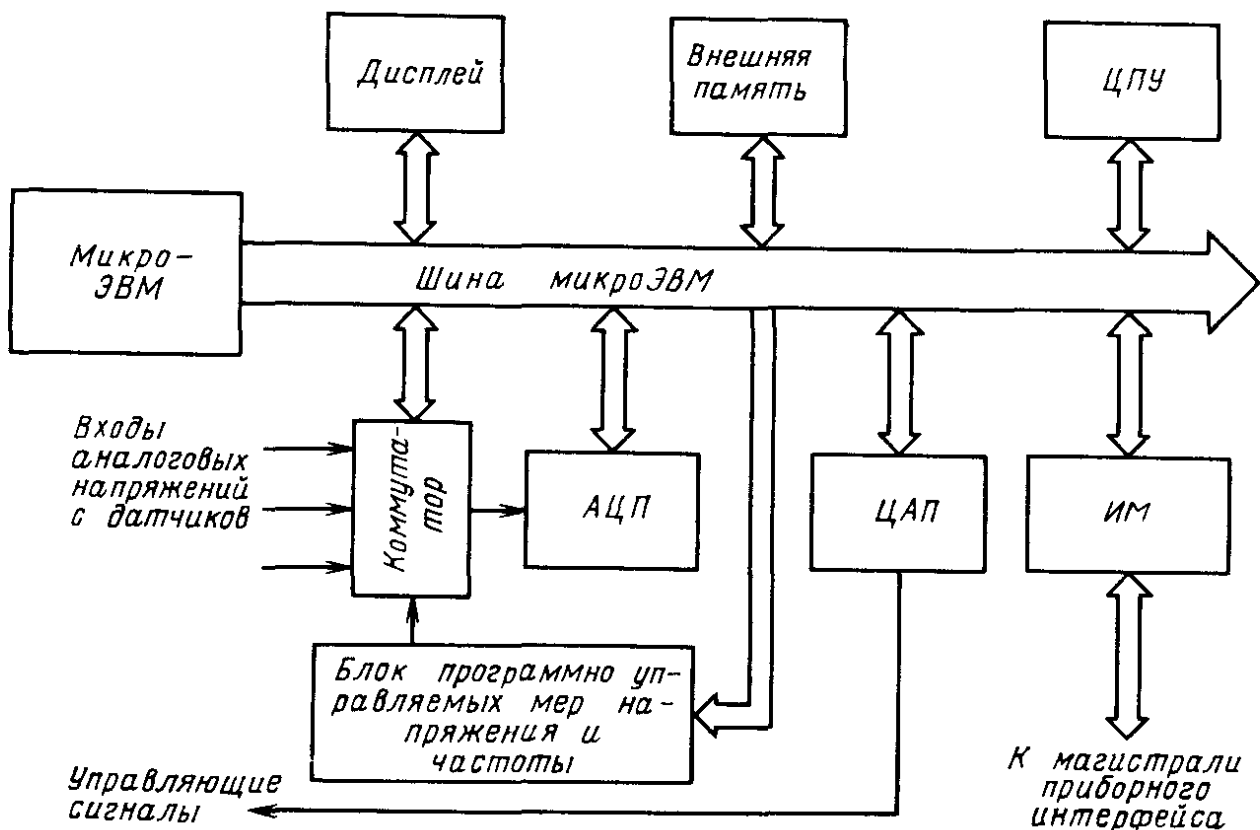 Дисплей
Внешняя
память
ЦПУ
Микро-
ЭВМ
Шина микроЭВМ
Входы
аналоговых
напряжений
с датчиков
Коммута-
тор
АЦП
ЦАП
ИМ
Блок программно уп-
равляемых мер на-
пряжения и
частоты
Управляющие
сигналы
К магистрали
приборного
интерфейса